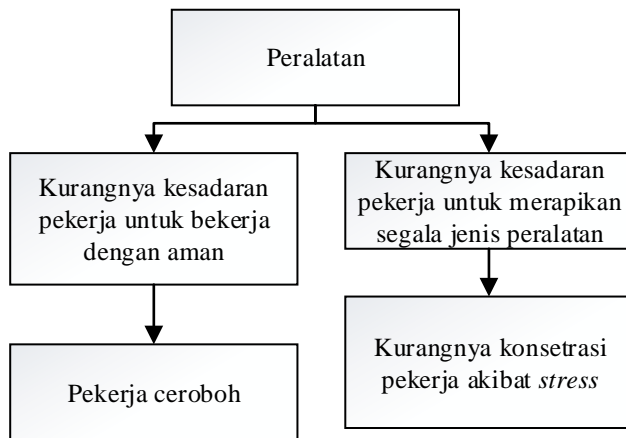 Peralatan
Kurangnya kesadaran
pekerja untuk bekerja
dengan aman
Kurangnya kesadaran
pekerja untuk merapikan
segala jenis peralatan
Pekerja ceroboh
Kurangnya konsetrasi
pekerja akibat stress